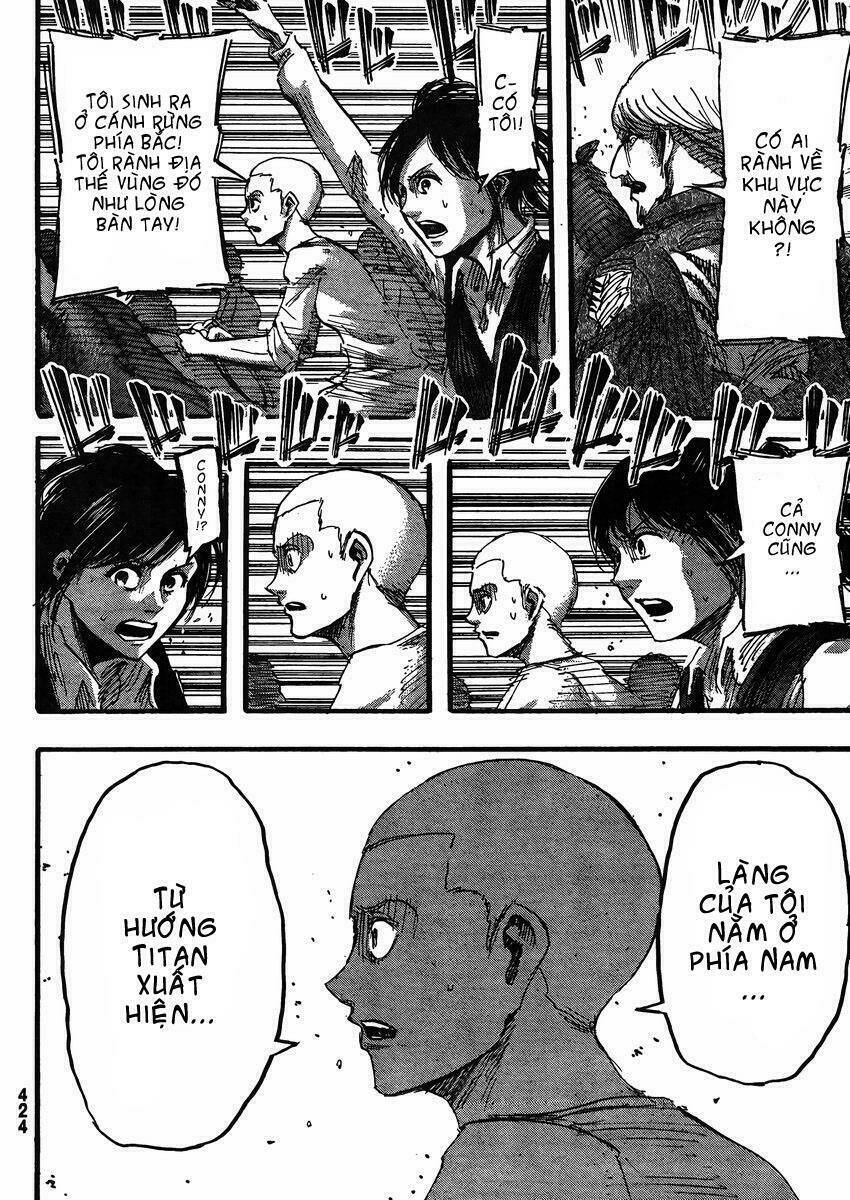 CÓ AI
RÀNH VỀ
KHU VỰC
NÀY
KHÔNG
?!
C-
CÓ
TÔI!
TÔI SINH RA
Ở CÁNH RỪNG
PHÍA BẮC!
TÔI RÀNH ĐỊA
THẾ VÙNG ĐÓ
NHƯ LÒNG
BÀN TAY!
CẢ
CONNY
CŨNG
...
CONNY!?
LÀNG
CỦA TÔI
NẰM Ở
PHÍA NAM
...
TỪ
HƯỚNG
TITAN
XUẤT
HIỆN...
424